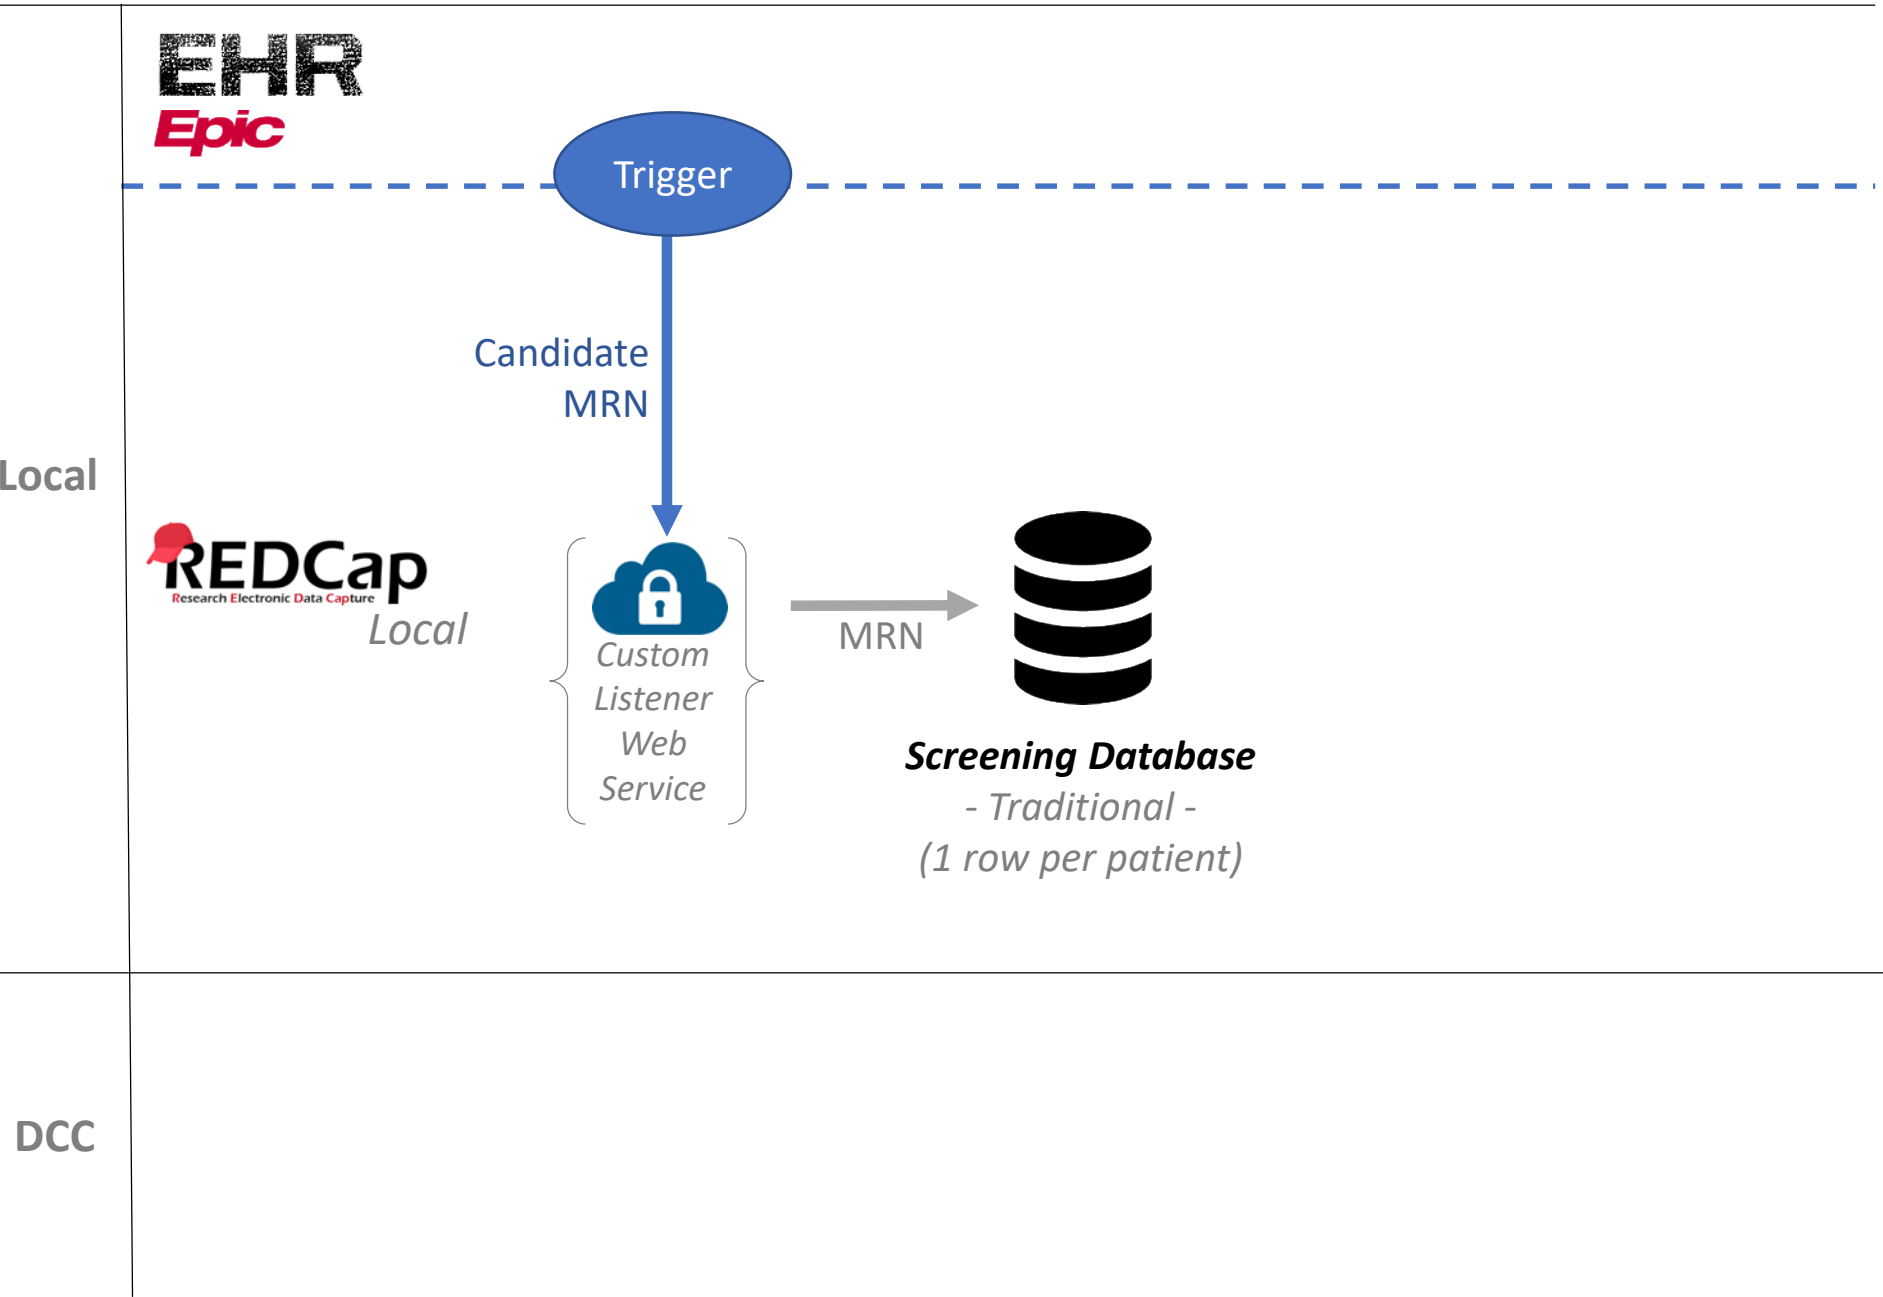 EHR
Epic
Trigger
Candidate
MRN
Local
REDCap
Research Electronic Data Capture
Local
Custom
Listener
Web
Service
MRN
Screening Database
- Traditional -
(1 row per patient)
DCC